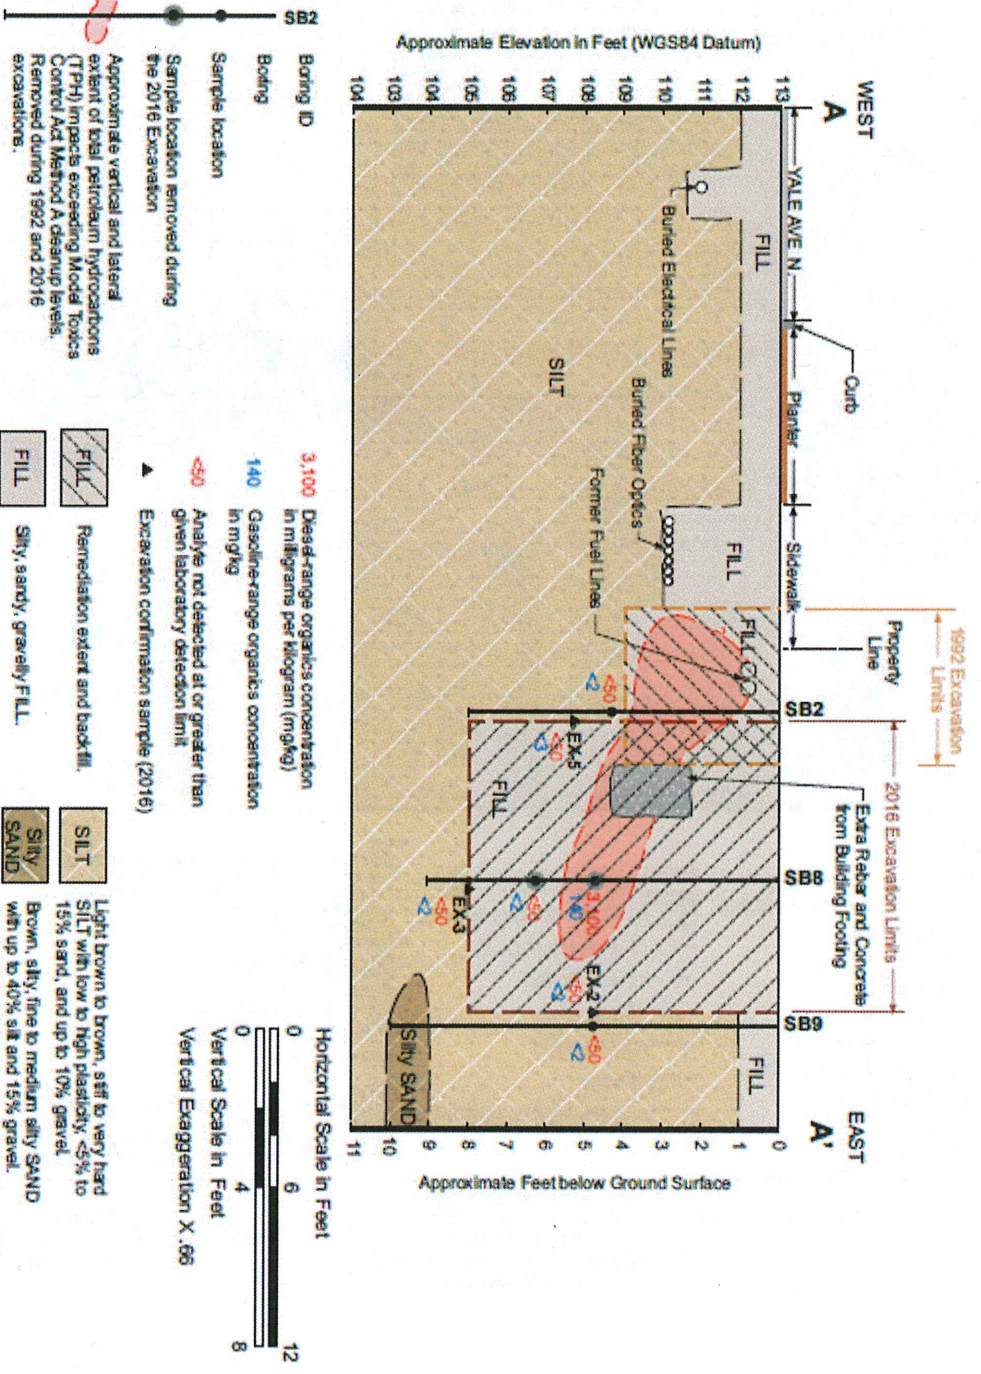 WEST
A
EAST
A'
1992 Excavation
Limits
2016 Excavation Limits
Property
Line
Extra Rebar and Concrete
from Building Footing
Curb
YALE AVE N.
Planter
Sidewalk
SB2
SB8
SB9
Approximate Elevation in Feet (WGS84 Datum)
113
112
111
110
109
108
107
106
105
104
103
104
Approximate Feet below Ground Surface
0
1
2
3
4
5
6
7
8
9
10
11
FILL
FILL
FILL
FILL
FILL
Buried Electrical Lines
Buried Fiber Optics
Former Fuel Lines
SILT
<50
<2
EX-5
<50
<3
3,100
140
<50
<2
EX-3
<50
<2
EX-2
<50
<2
<50
<2
Silty SAND
SB2
Boring ID
Boring
Sample location
Sample location removed during
the 2016 Excavation
Approximate vertical and lateral
extent of total petroleum hydrocarbons
(TPH) impacts exceeding Model Toxics
Control Act Method A cleanup levels.
Removed during 1992 and 2016
excavations.
3,100 Diesel-range organics concentration
in milligrams per kilogram (mg/kg)
140 Gasoline-range organics concentration
in mg/kg
<50 Analyte not detected at or greater than
given laboratory detection limit
Excavation confirmation sample (2016)
FILL Remediation extent and backfill.
FILL Silty, sandy, gravelly FILL.
SILT Light brown to brown, stiff to very hard
SILT with low to high plasticity, <5% to
15% sand, and up to 10% gravel.
Silty
SAND
Brown, silty, fine to medium silty SAND
with up to 40% silt and 15% gravel.
Horizontal Scale in Feet
0 6 12
0 4 8
Vertical Scale in Feet
Vertical Exaggeration X .66